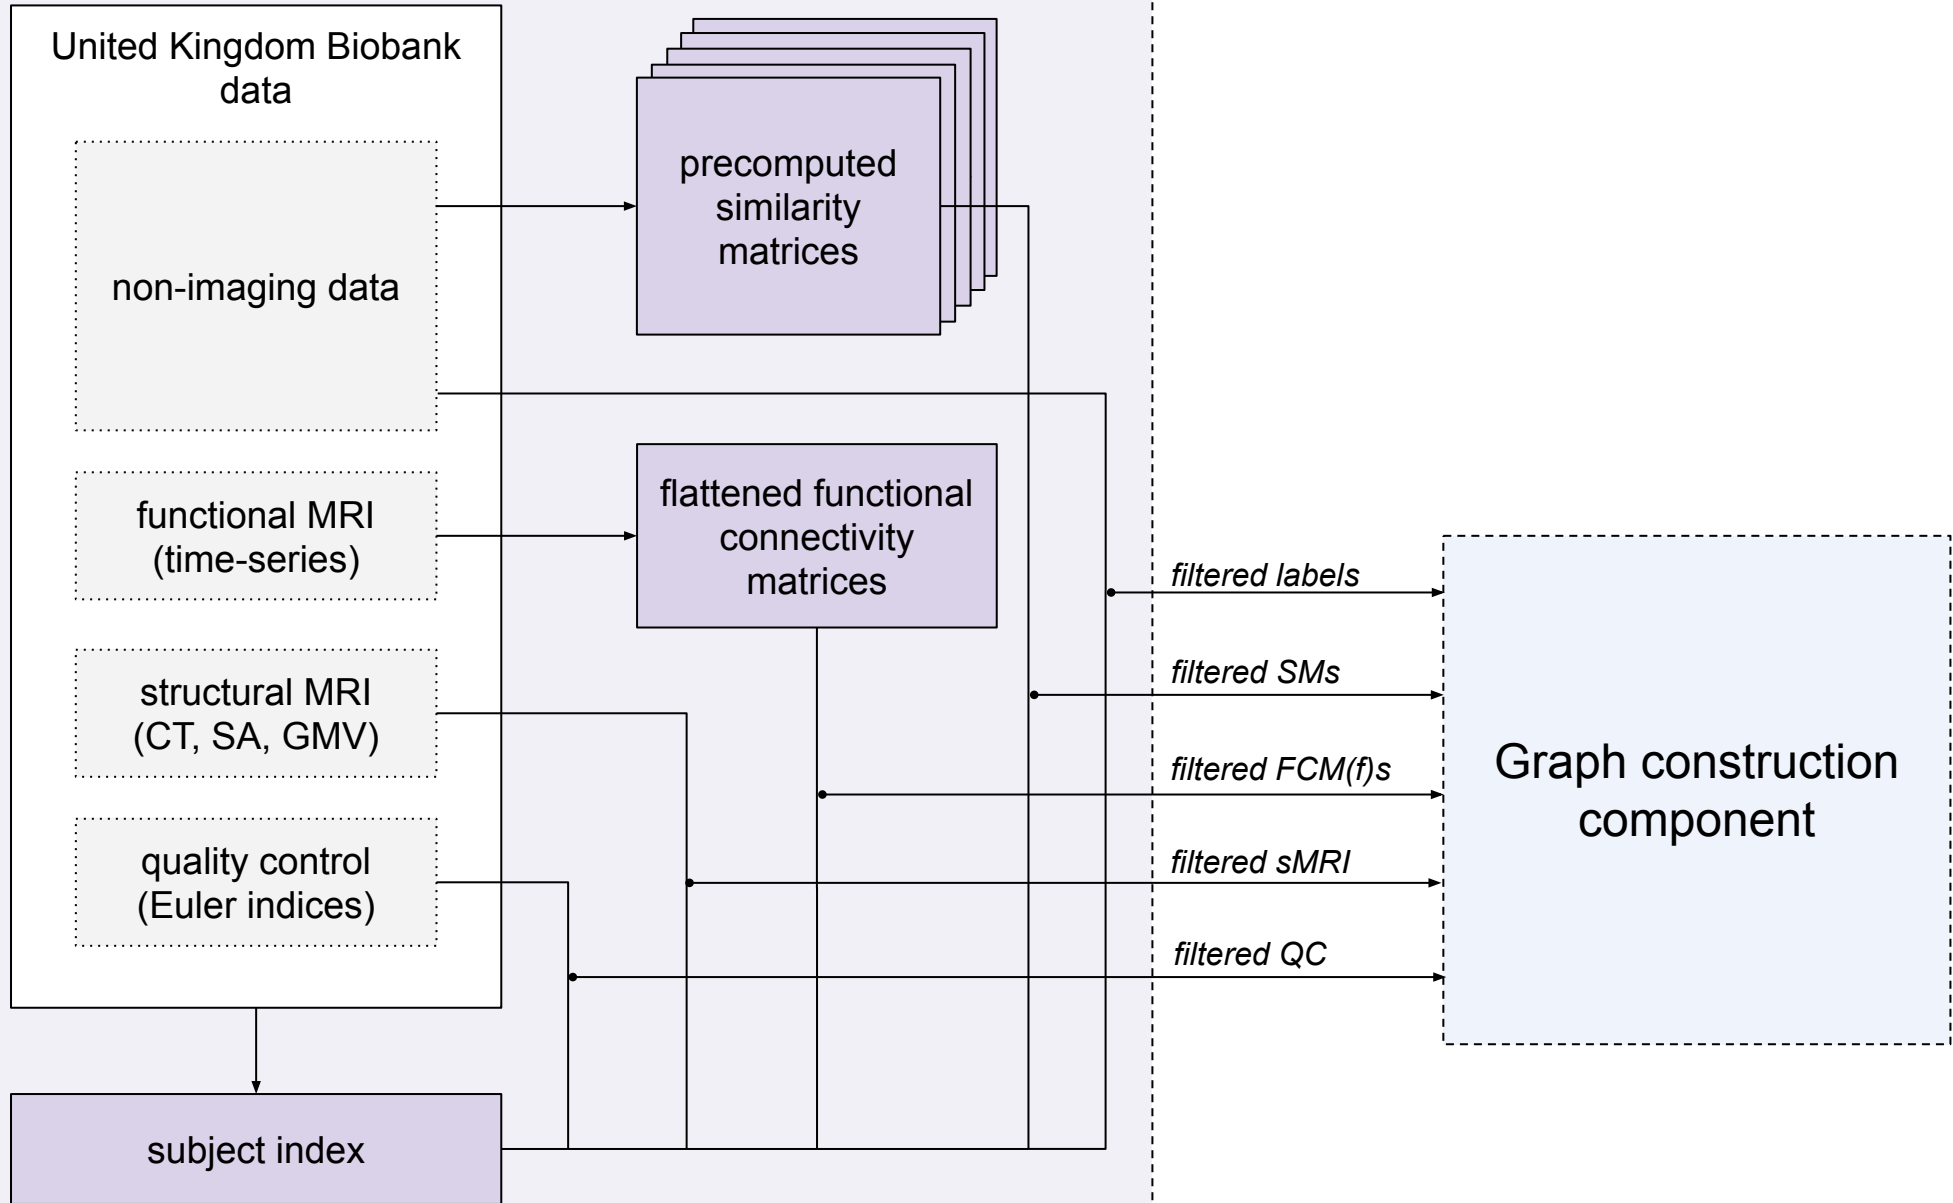 United Kingdom Biobank
data
non-imaging data
functional MRI
(time-series)
structural MRI
(CT, SA, GMV)
quality control
(Euler indices)
subject index
precomputed
similarity
matrices
flattened functional
connectivity
matrices
filtered labels
filtered SMs
filtered FCM(f)s
filtered sMRI
filtered QC
Graph construction
component